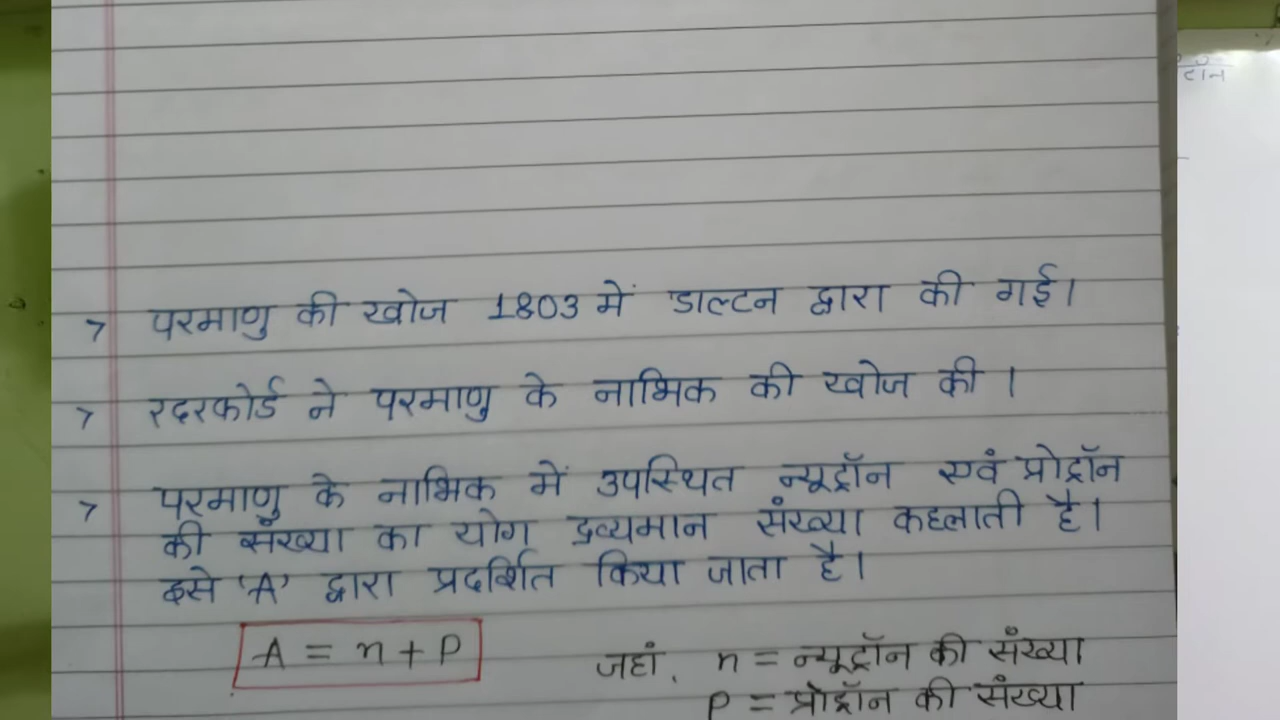 > परमाणु की खोज 1803 में डाल्टन द्वारा की गई।
> रदरफोर्ड ने परमाणु के नाभिक की खोज की ।
> परमाणु के नाभिक में उपस्थित न्यूट्रॉन एवं प्रोट्रॉन
की संख्या का योग द्रव्यमान संख्या कहलाती है।
इसे 'A' द्वारा प्रदर्शित किया जाता है।
A = n + P
जहां, n = न्यूट्रॉन की संख्या
P = प्रोट्रॉन की संख्या